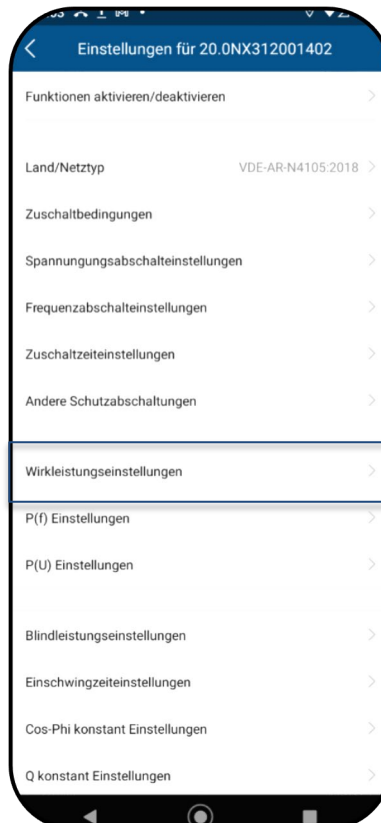 Einstellungen für 20.0NX312001402
Funktionen aktivieren/deaktivieren
Land/Netztyp VDE-AR-N4105:2018
Zuschaltbedingungen
Spannungungsabschalteinstellungen
Frequenzabschalteinstellungen
Zuschaltzeiteinstellungen
Andere Schutzabschaltungen
Wirkleistungseinstellungen
P(f) Einstellungen
P(U) Einstellungen
Blindleistungseinstellungen
Einschwingzeiteinstellungen
Cos-Phi konstant Einstellungen
Q konstant Einstellungen